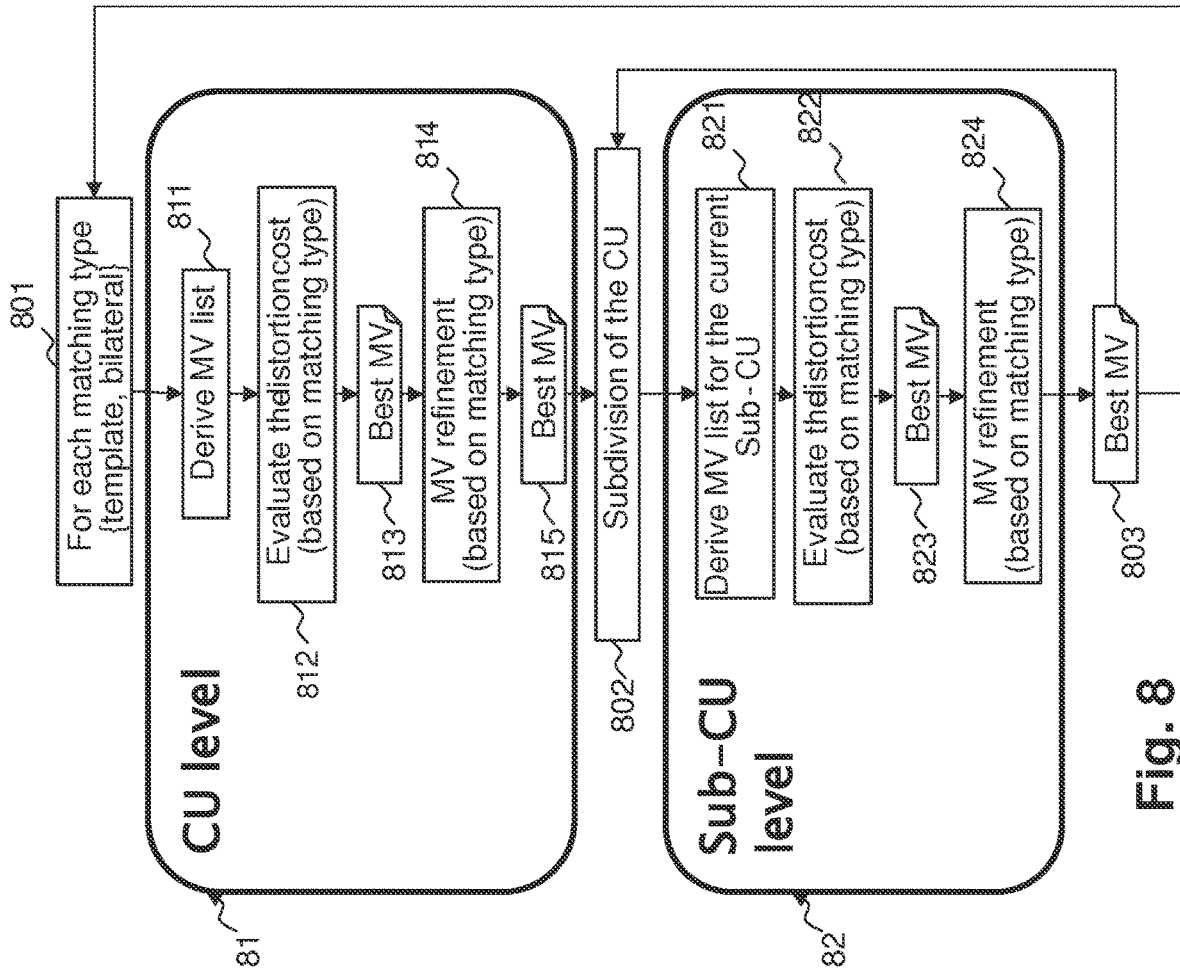 801
For each matching type
{template, bilateral}
CU level
81
Derive MV list
811
Evaluate thdistortioncost
(based on matching type)
812
Best MV
813
MV refinement
(based on matching type)
814
Best MV
815
Subdivision of the CU
802
Sub-CU
level
82
Derive MV list for the current
Sub-CU
821
Evaluate thdistortioncost
(based on matching type)
822
Best MV
823
MV refinement
(based on matching type)
824
Best MV
803
Fig. 8